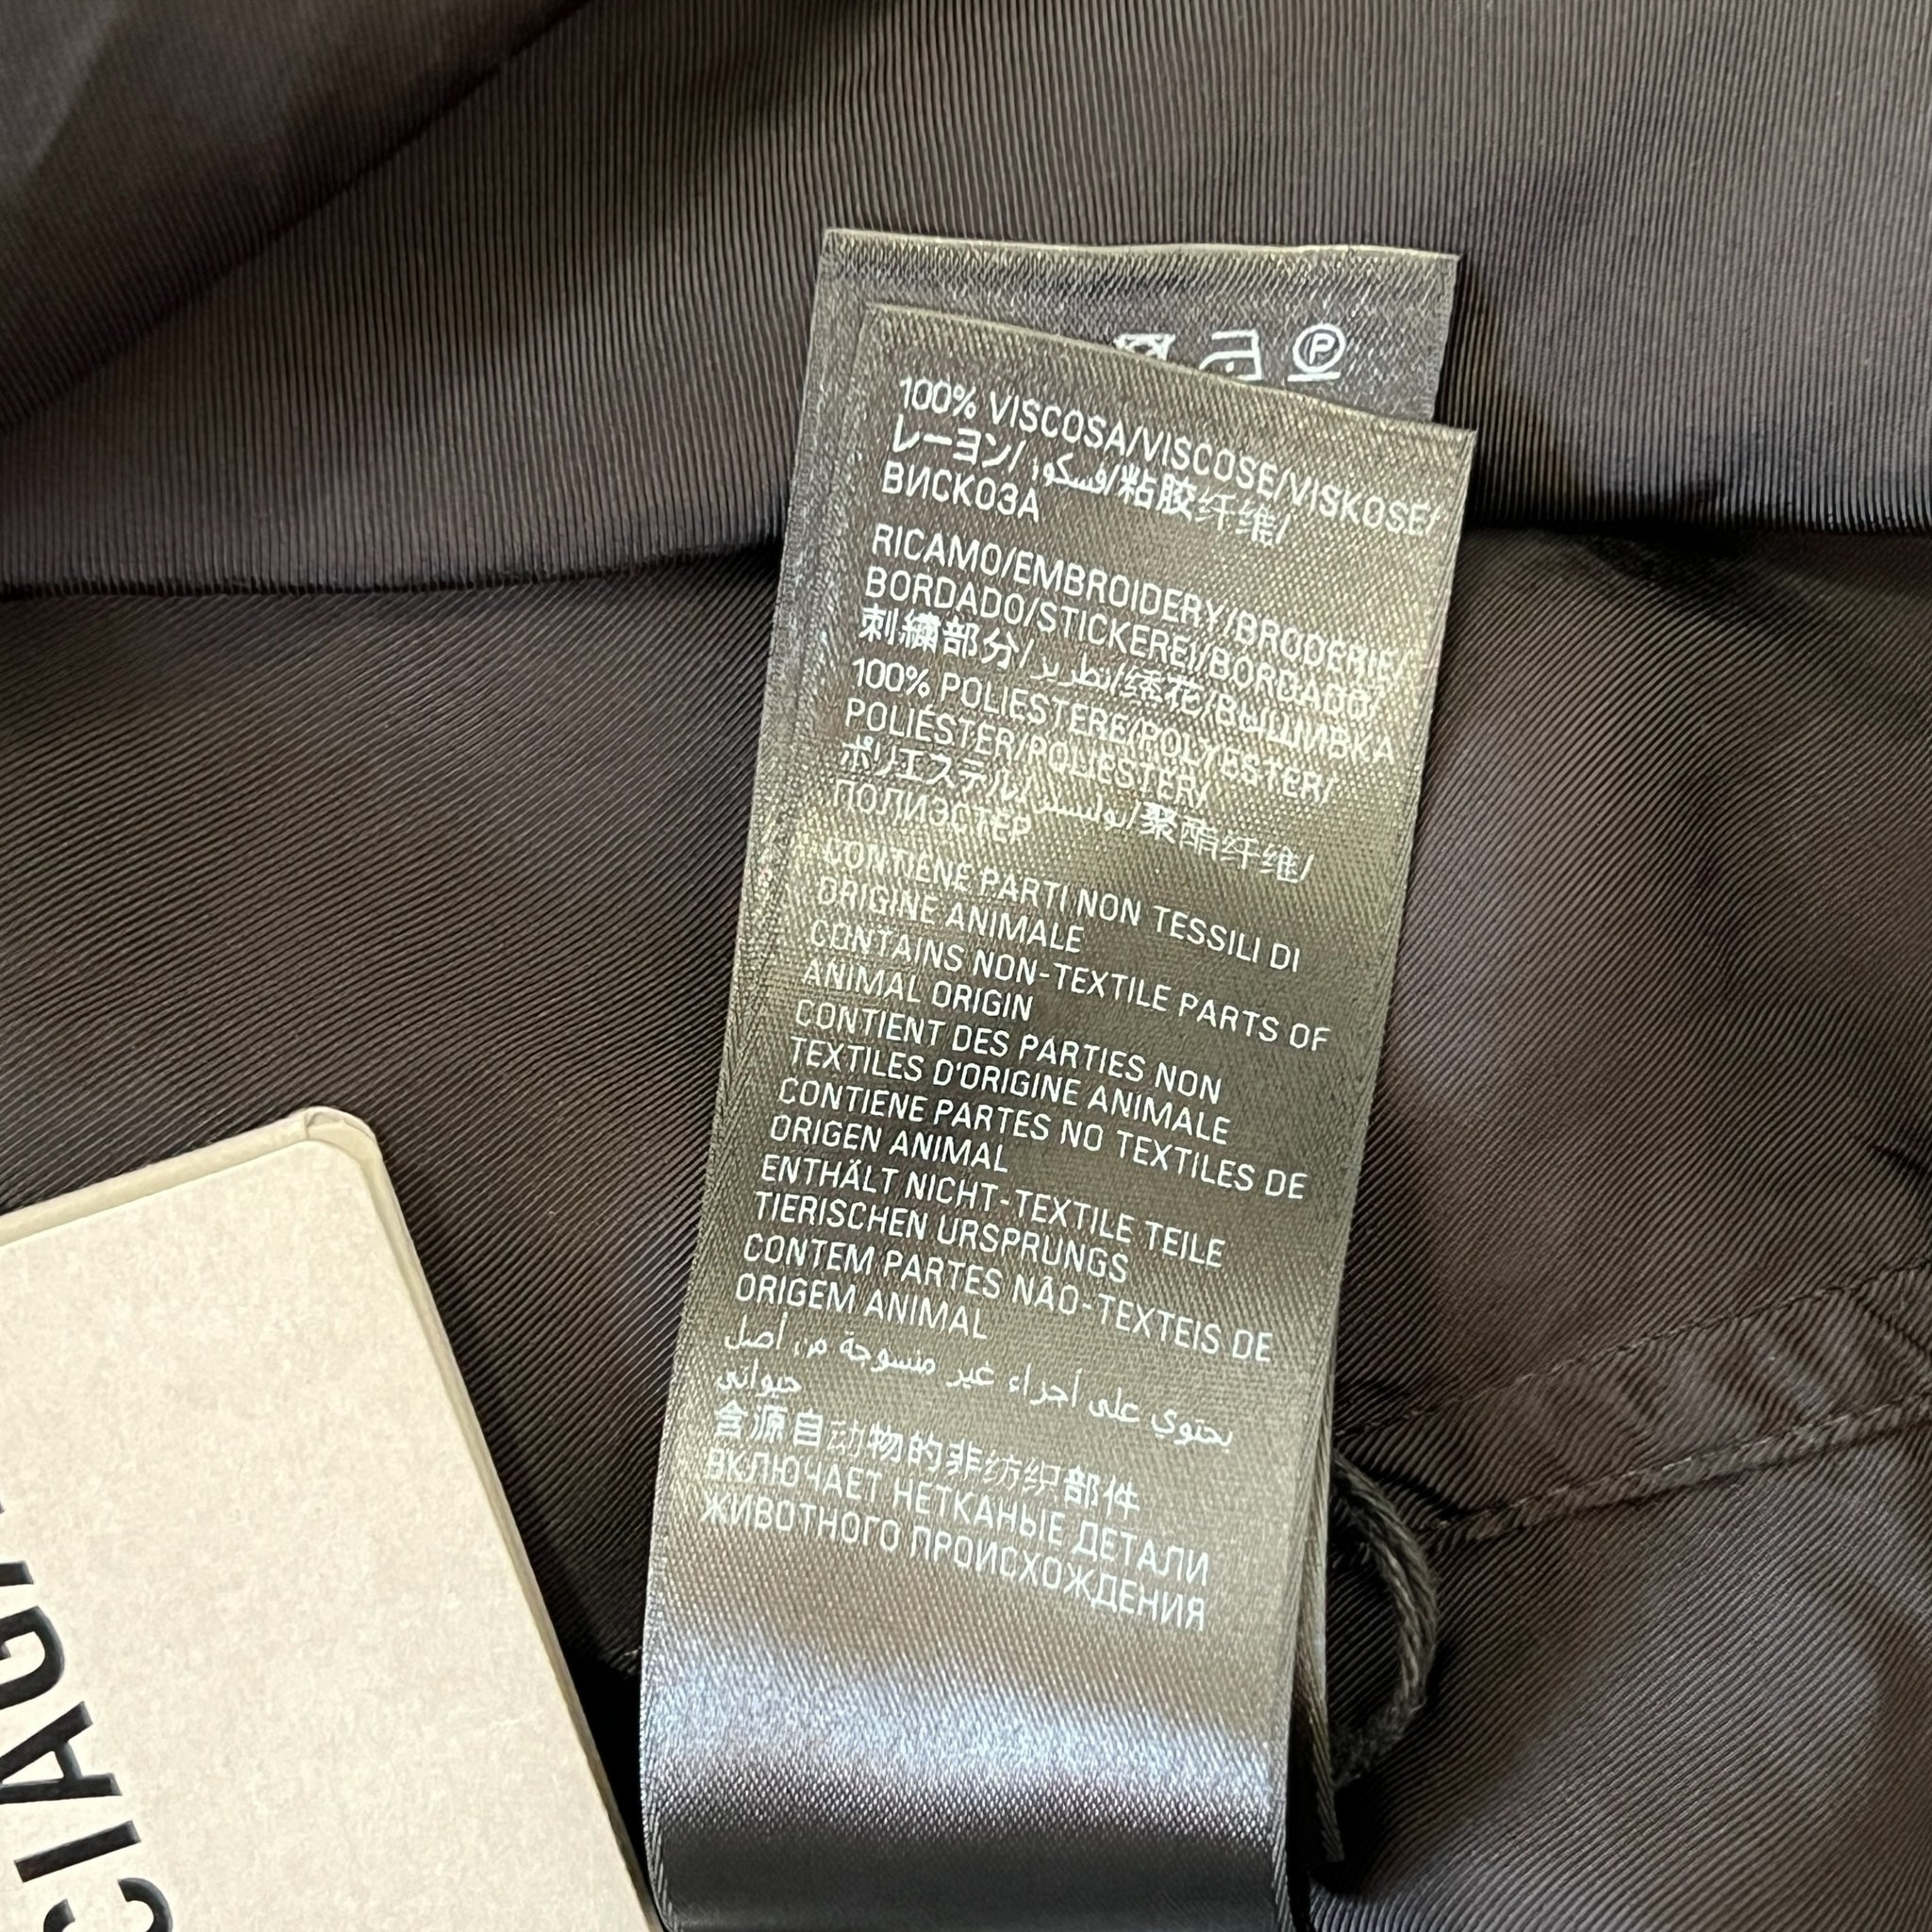 P
100% VISCOSA/VISCOSE/VISKOSE/
レーヨン/فسكوز/粘胶纤维/
ВИСКОЗА
RICAMO/EMBROIDERY/BRODERIE/
BORDADO/STICKEREI/BORDADO/
刺繍部分/تطريز/绣花/ВЫШИВКА
100% POLIESTERE/POLYESTER/
POLIÉSTER/POLIESTER/
ポリエステル/بوليستر/聚酯纤维/
ПОЛИЭСТЕР
CONTIENE PARTI NON TESSILI DI
ORIGINE ANIMALE
CONTAINS NON-TEXTILE PARTS OF
ANIMAL ORIGIN
CONTIENT DES PARTIES NON
TEXTILES D'ORIGINE ANIMALE
CONTIENE PARTES NO TEXTILES DE
ORIGEN ANIMAL
ENTHÄLT NICHT-TEXTILE TEILE
TIERISCHEN URSPRUNGS
CONTEM PARTES NÃO-TEXTEIS DE
ORIGEM ANIMAL
يحتوي على أجزاء غير منسوجة من أصل
حيواني
含源自动物的非纺织部件
ВКЛЮЧАЕТ НЕТКАНЫЕ ДЕТАЛИ
ЖИВОТНОГО ПРОИСХОЖДЕНИЯ